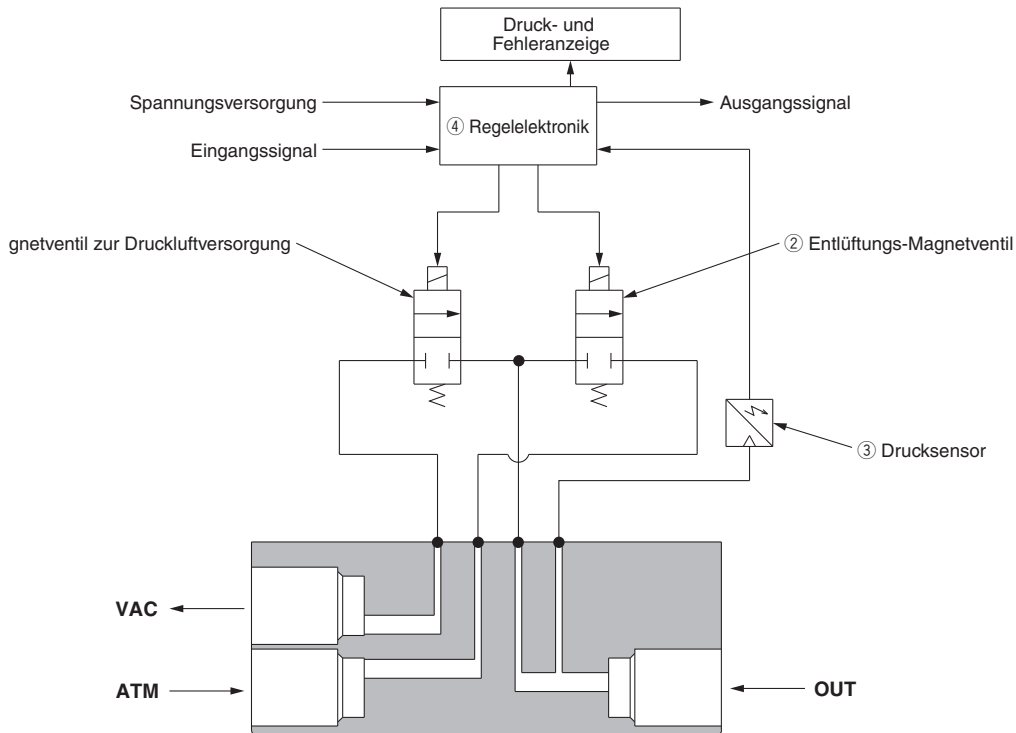 Druck- und
Fehleranzeige
Spannungsversorgung
④ Regelelektronik
Ausgangssignal
Eingangssignal
gnetventil zur Druckluftversorgung
② Entlüftungs-Magnetventil
③ Drucksensor
VAC
ATM
OUT